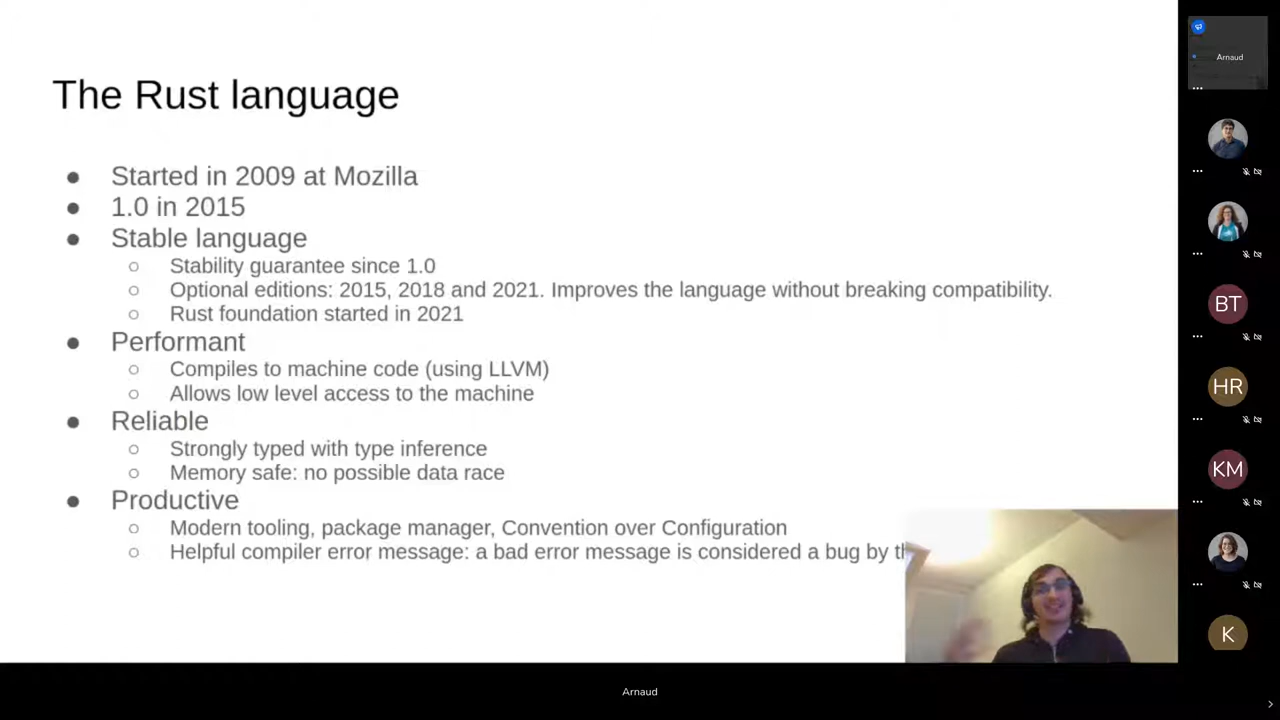 The Rust language
● Started in 2009 at Mozilla
● 1.0 in 2015
● Stable language
○ Stability guarantee since 1.0
○ Optional editions: 2015, 2018 and 2021. Improves the language without breaking compatibility.
○ Rust foundation started in 2021
● Performant
○ Compiles to machine code (using LLVM)
○ Allows low level access to the machine
● Reliable
○ Strongly typed with type inference
○ Memory safe: no possible data race
● Productive
○ Modern tooling, package manager, Convention over Configuration
○ Helpful compiler error message: a bad error message is considered a bug by
Arnaud
BT
HR
KM
K
Arnaud